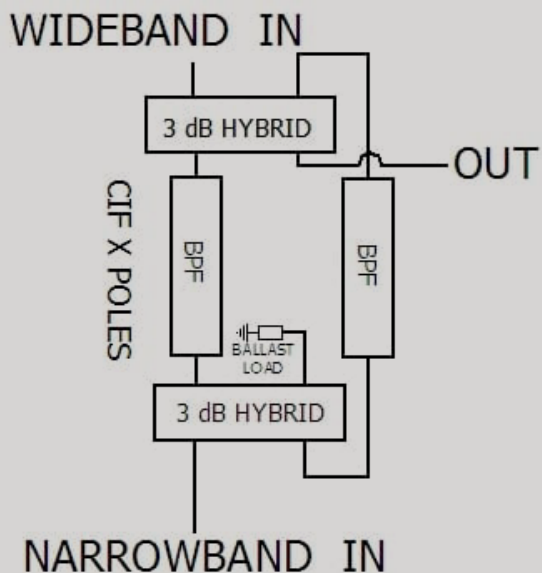 WIDEBAND IN
3 dB HYBRID
OUT
CIF X POLES
BPF
BPF
BALLAST
LOAD
3 dB HYBRID
NARROWBAND IN